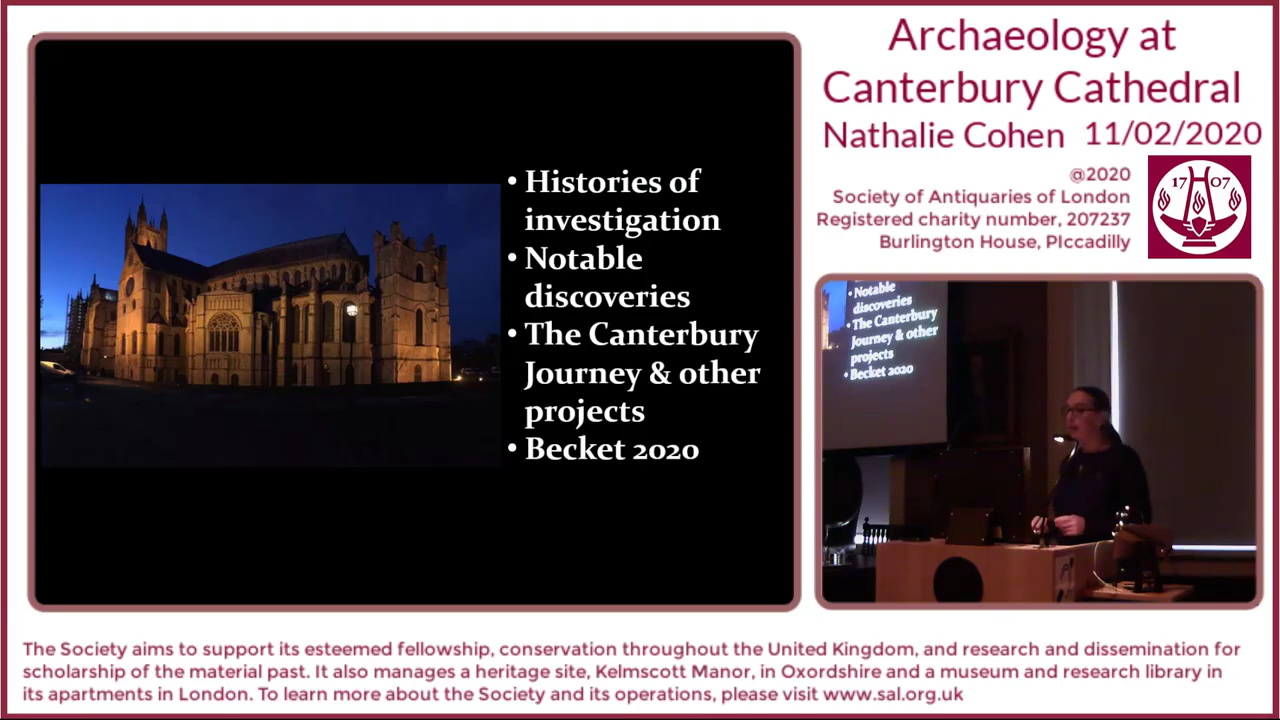 Archaeology at
Canterbury Cathedral
Nathalie Cohen 11/02/2020
@2020
Society of Antiquaries of London
Registered charity number, 207237
Burlington House, PIccadilly
17 07
• Histories of
investigation
• Notable
discoveries
• The Canterbury
Journey & other
projects
• Becket 2020
• Notable
discoveries
• The Canterbury
Journey & other
projects
• Becket 2020
The Society aims to support its esteemed fellowship, conservation throughout the United Kingdom, and research and dissemination for
scholarship of the material past. It also manages a heritage site, Kelmscott Manor, in Oxordshire and a museum and research library in
its apartments in London. To learn more about the Society and its operations, please visit www.sal.org.uk